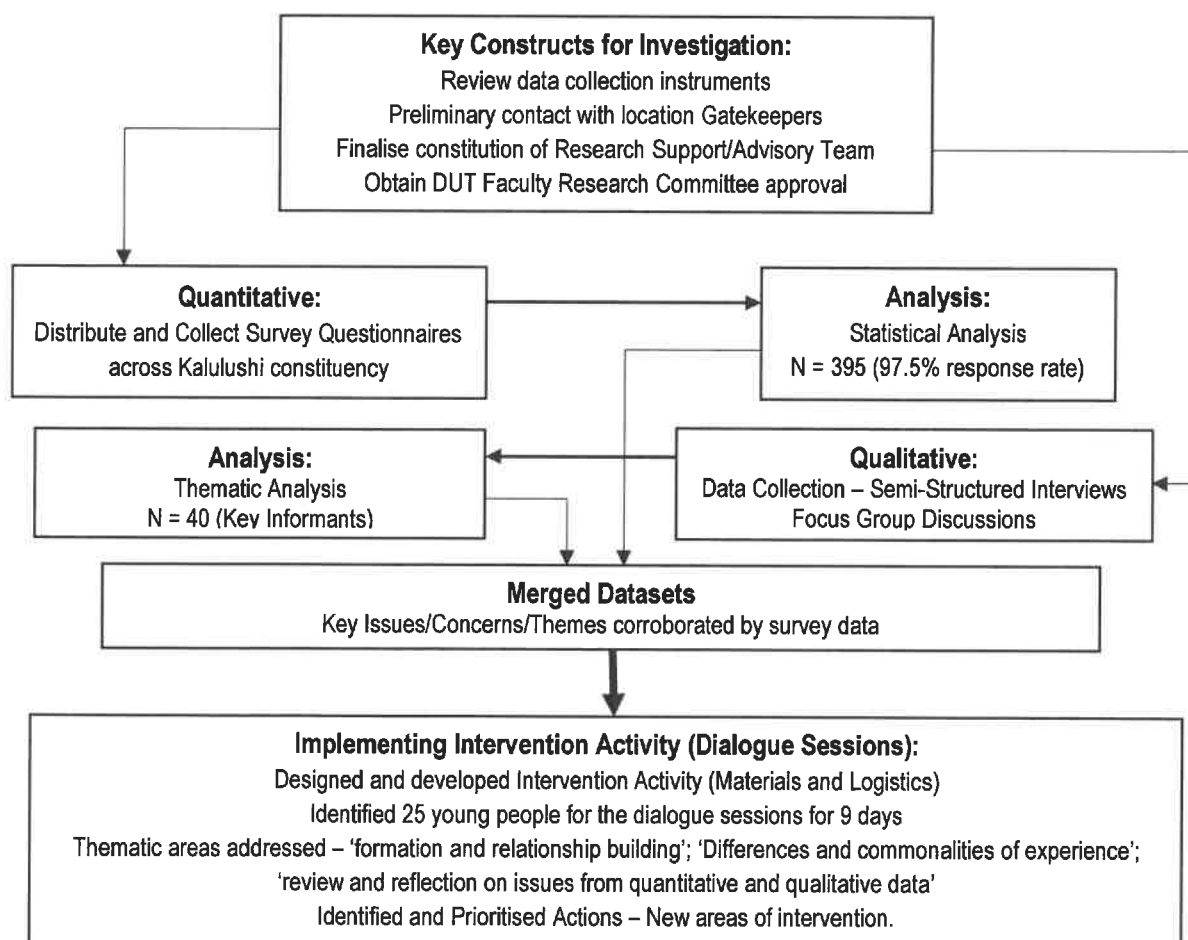 Key Constructs for Investigation:
Review data collection instruments
Preliminary contact with location Gatekeepers
Finalise constitution of Research Support/Advisory Team
Obtain DUT Faculty Research Committee approval
Quantitative:
Distribute and Collect Survey Questionnaires
across Kalulushi constituency
Analysis:
Statistical Analysis
N = 395 (97.5% response rate)
Analysis:
Thematic Analysis
N = 40 (Key Informants)
Qualitative:
Data Collection – Semi-Structured Interviews
Focus Group Discussions
Merged Datasets
Key Issues/Concerns/Themes corroborated by survey data
Implementing Intervention Activity (Dialogue Sessions):
Designed and developed Intervention Activity (Materials and Logistics)
Identified 25 young people for the dialogue sessions for 9 days
Thematic areas addressed – ‘formation and relationship building’; ‘Differences and commonalities of experience’;
‘review and reflection on issues from quantitative and qualitative data’
Identified and Prioritised Actions – New areas of intervention.